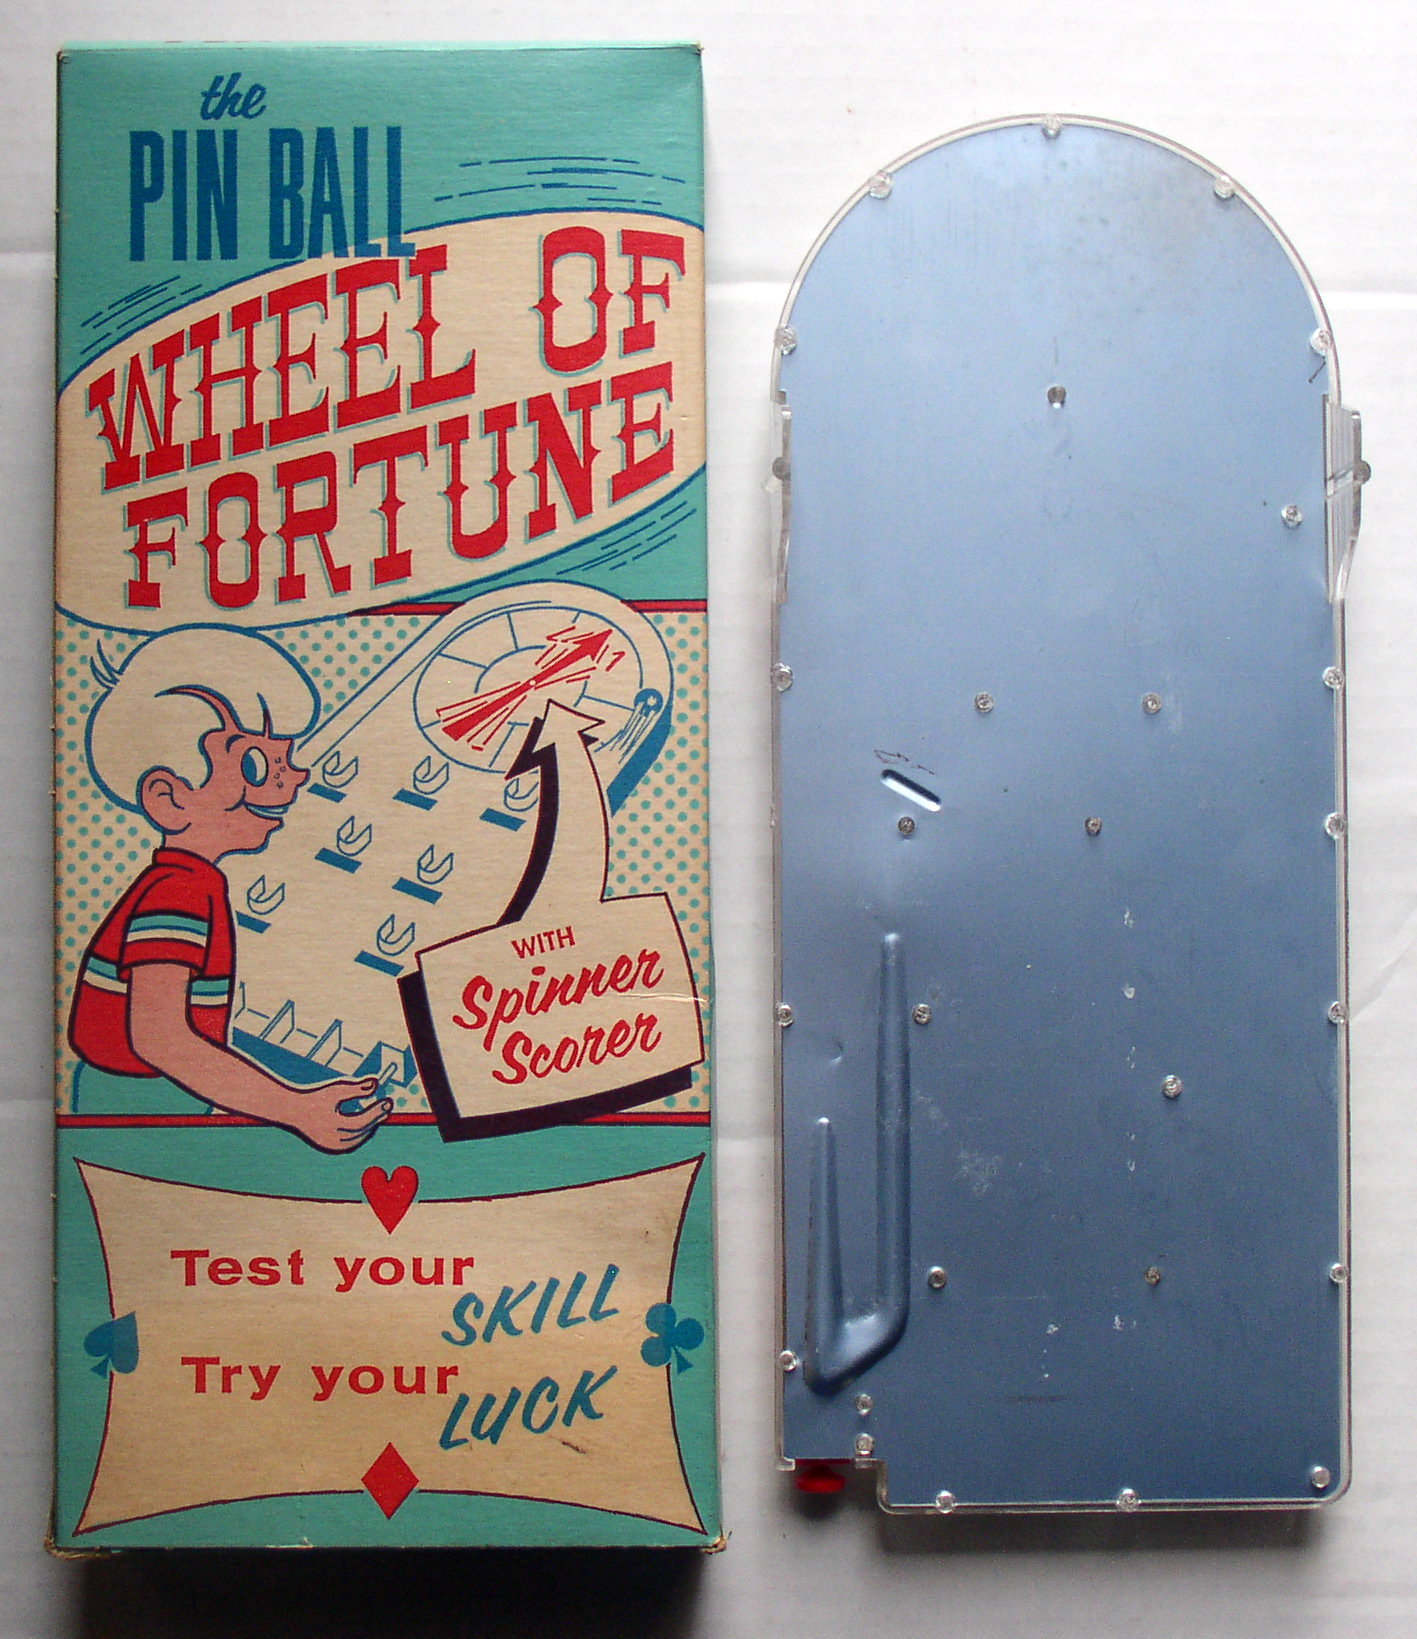 the
PIN BALL
WHEEL OF
FORTUNE
WITH
Spinner
Scorer
Test your
SKILL
Try your
LUCK